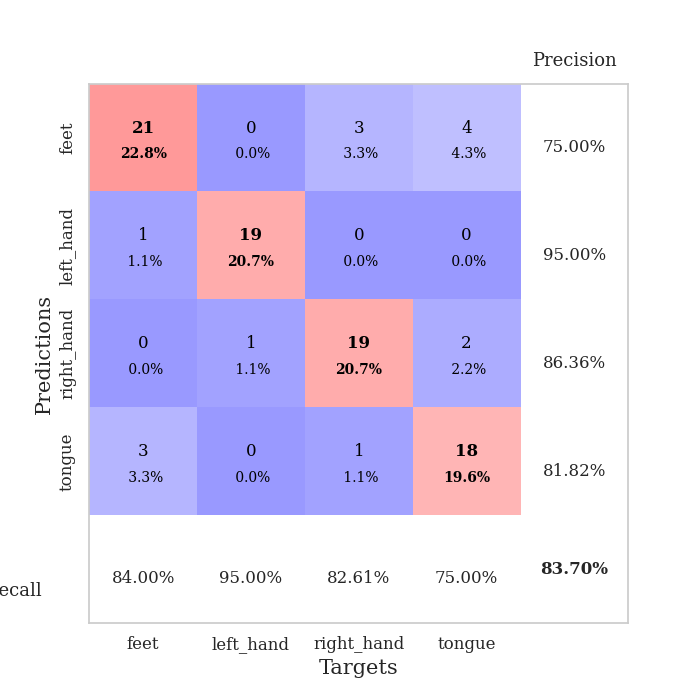 Precision
feet 21 0 3 4 75.00%
22.8% 0.0% 3.3% 4.3%
left_hand 1 19 0 0 95.00%
1.1% 20.7% 0.0% 0.0%
right_hand 0 1 19 2 86.36%
0.0% 1.1% 20.7% 2.2%
tongue 3 0 1 18 81.82%
3.3% 0.0% 1.1% 19.6%
Predictions
ecall 84.00% 95.00% 82.61% 75.00% 83.70%
feet left_hand right_hand tongue
Targets